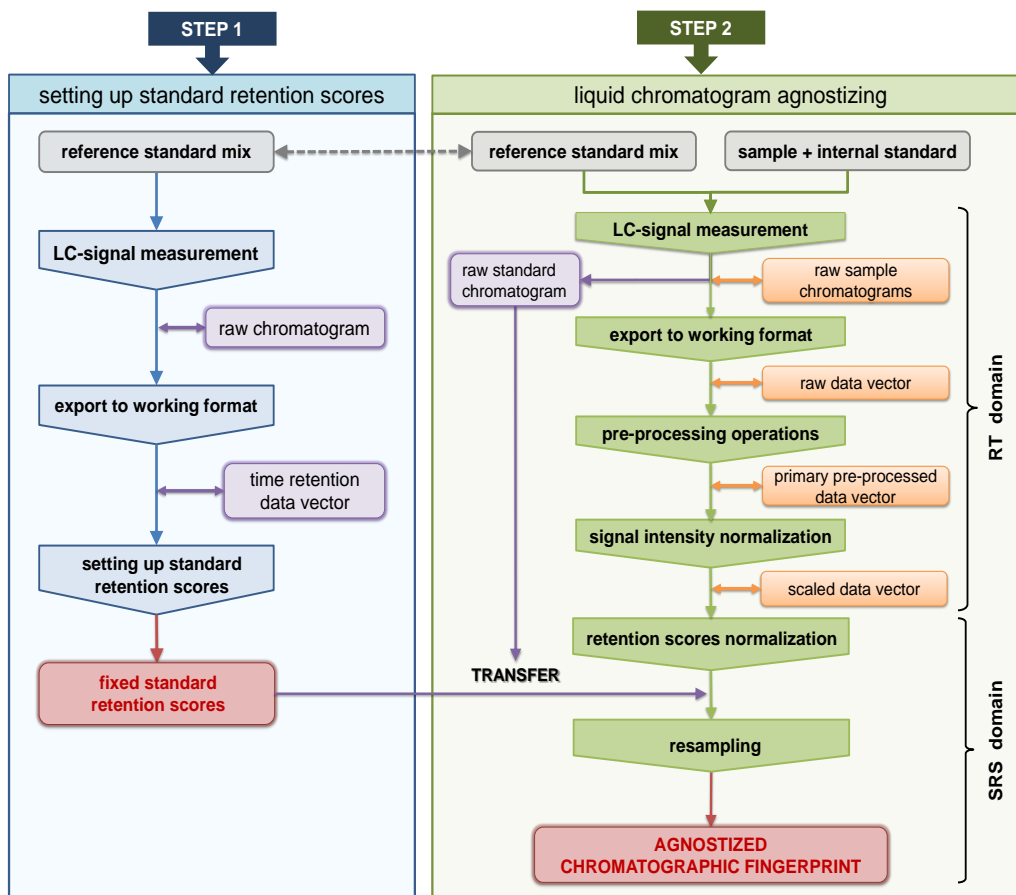 STEP 1
setting up standard retention scores
reference standard mix
LC-signal measurement
raw chromatogram
export to working format
time retention
data vector
setting up standard
retention scores
fixed standard
retention scores
STEP 2
liquid chromatogram agnostizing
reference standard mix
sample + internal standard
LC-signal measurement
raw standard
chromatogram
raw sample
chromatograms
export to working format
raw data vector
pre-processing operations
primary pre-processed
data vector
signal intensity normalization
scaled data vector
retention scores normalization
TRANSFER
resampling
AGNOSTIZED
CHROMATOGRAPHIC FINGERPRINT
RT domain
SRS domain